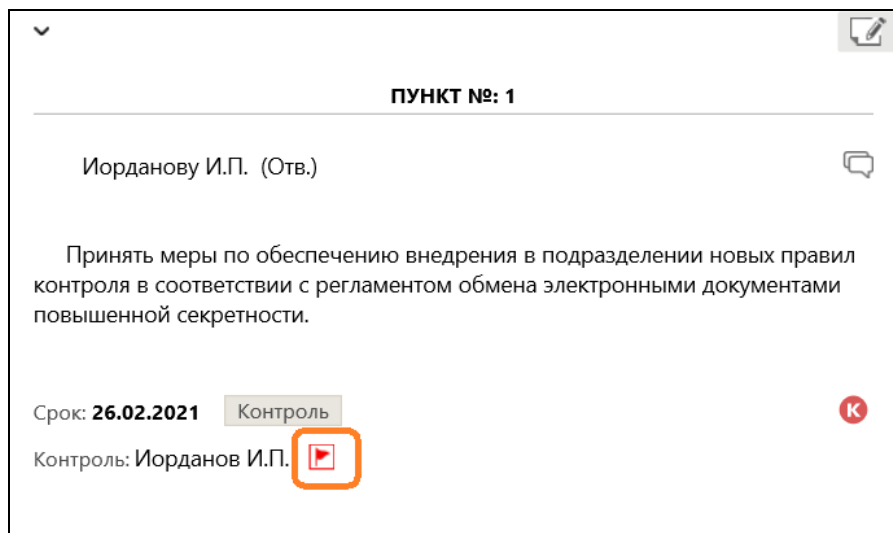 ПУНКТ №: 1
Иорданову И.П. (Отв.)
Принять меры по обеспечению внедрения в подразделении новых правил
контроля в соответствии с регламентом обмена электронными документами
повышенной секретности.
Срок: 26.02.2021 Контроль К
Контроль: Иорданов И.П.